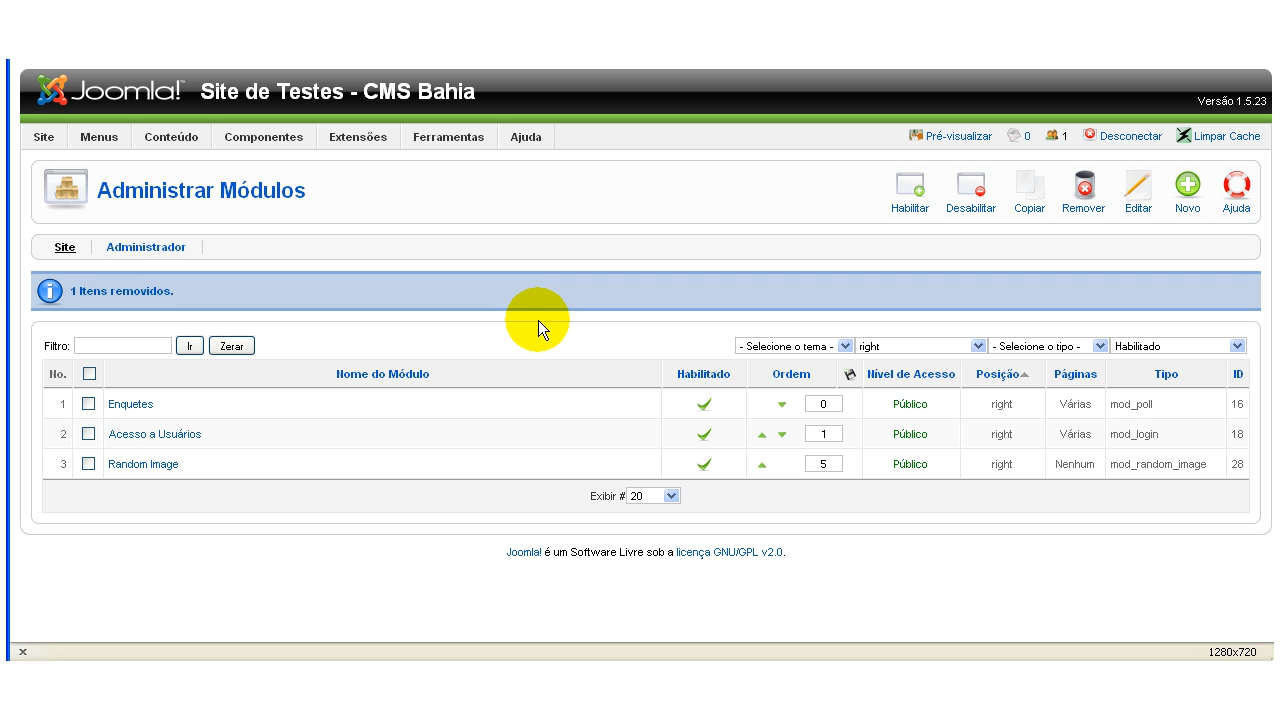 Joomla! Site de Testes - CMS Bahia
Versão 1.5.23
Site Menus Conteúdo Componentes Extensões Ferramentas Ajuda Pré-visualizar 0 1 Desconectar Limpar Cache
Administrar Módulos
Habilitar Desabilitar Copiar Remover Editar Novo Ajuda
Site Administrador
1 Itens removidos.
Filtro: Ir Zerar - Selecione o tema - right - Selecione o tipo - Habilitado
No. Nome do Módulo Habilitado Ordem Nível de Acesso Posição Páginas Tipo ID
1 Enquetes 0 Público right Várias mod_poll 16
2 Acesso a Usuários 1 Público right Várias mod_login 18
3 Random Image 5 Público right Nenhum mod_random_image 28
Exibir # 20
Joomla! é um Software Livre sob a licença GNU/GPL v2.0.
x 1280x720